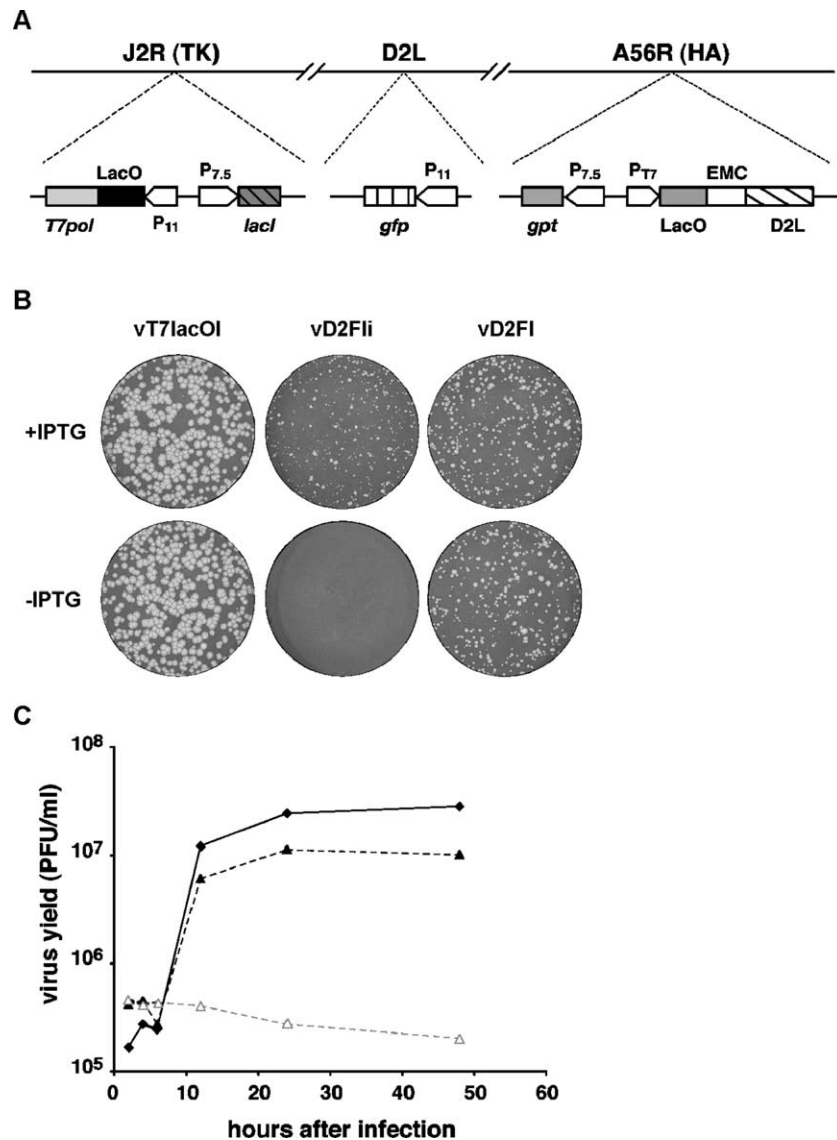 A
J2R (TK) D2L A56R (HA)
LacO P7.5 P11 P7.5 PT7 EMC
T7pol P11 lacI gfp gpt LacO D2L
B
vT7lacOI vD2FIi vD2FI
+IPTG
-IPTG
C
10⁸
10⁷
10⁶
10⁵
virus yield (PFU/ml)
0 10 20 30 40 50 60
hours after infection